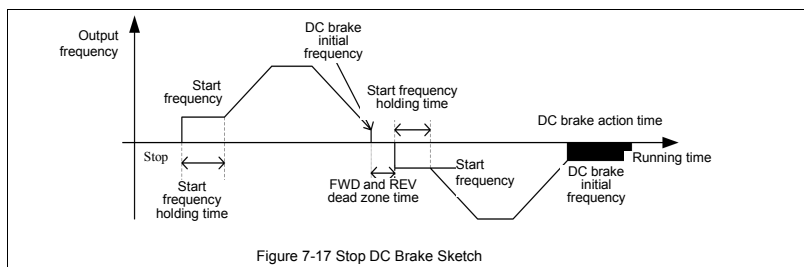 Output
frequency
DC brake
initial
frequency
Start
frequency
Start frequency
holding time
DC brake action time
Stop
Running time
Start
frequency
holding time
FWD and REV
dead zone time
Start
frequency
DC brake
initial
frequency
Figure 7-17 Stop DC Brake Sketch